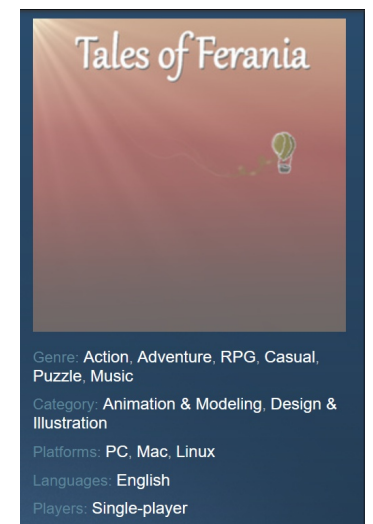 Tales of Ferania
Genre: Action, Adventure, RPG, Casual,
Puzzle, Music
Category: Animation & Modeling, Design &
Illustration
Platforms: PC, Mac, Linux
Languages: English
Players: Single-player